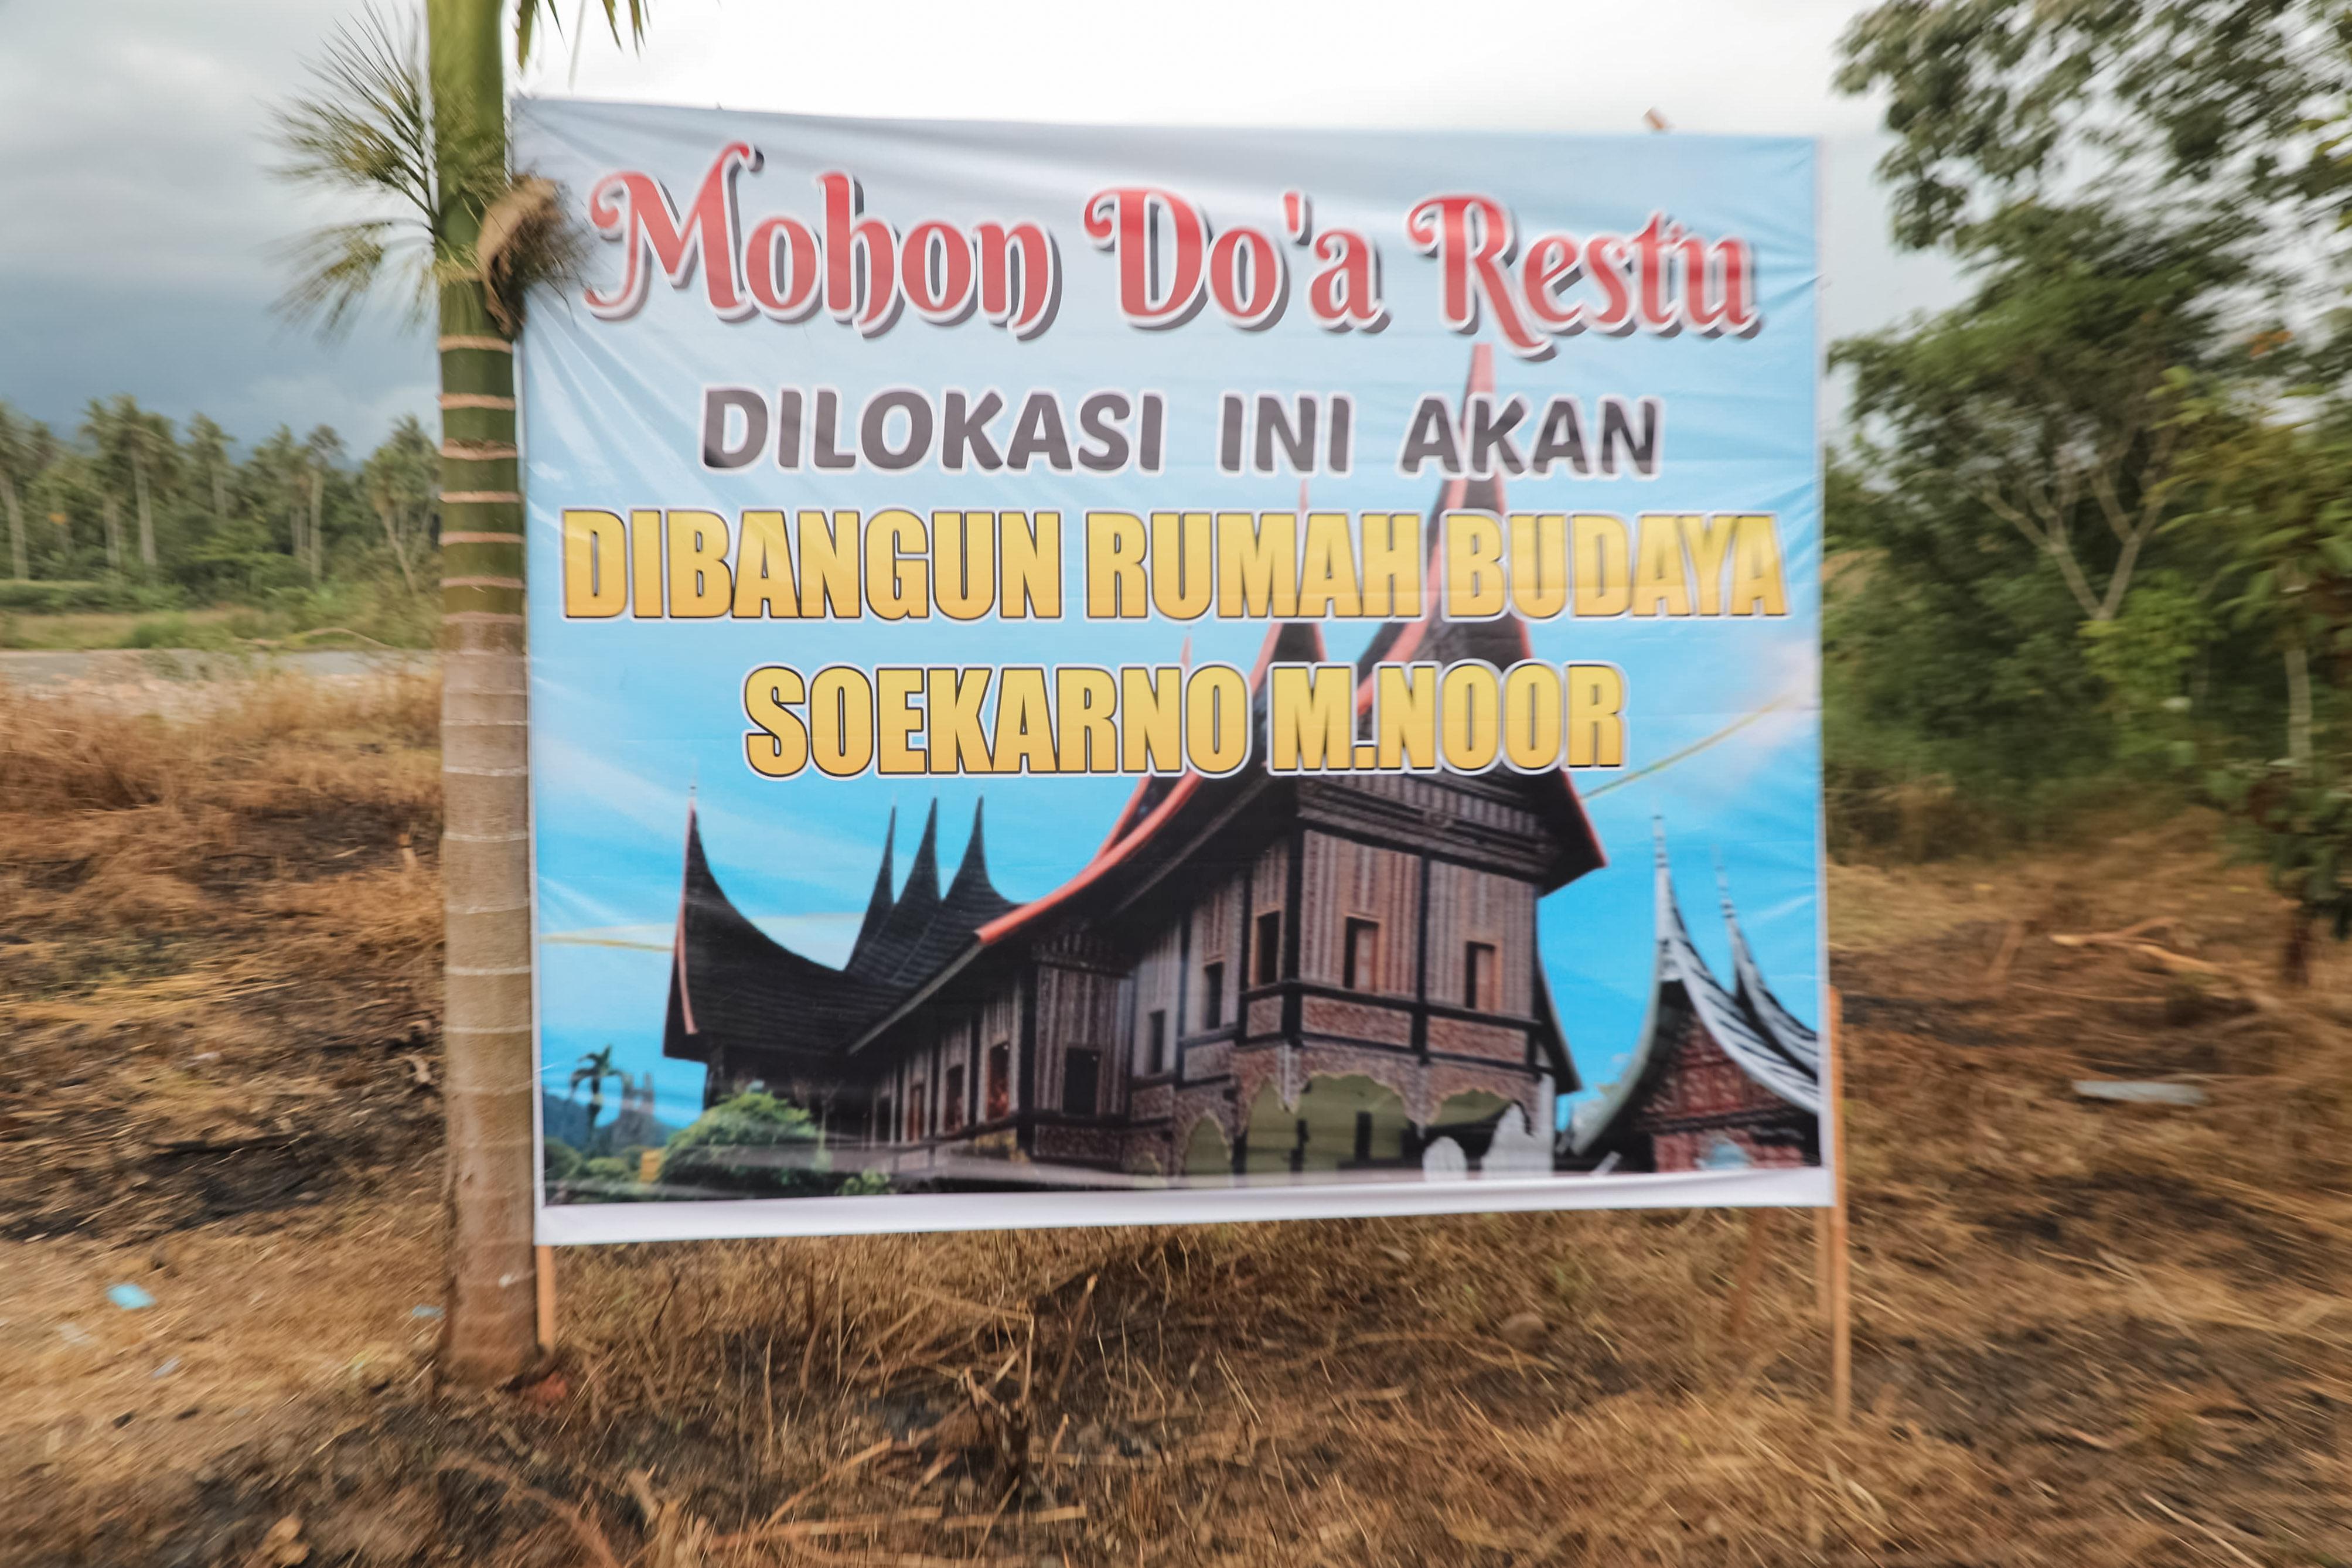 Mohon Do'a Restu
DILOKASI INI AKAN
DIBANGUN RUMAH BUDAYA
SOEKARNO M.NOOR